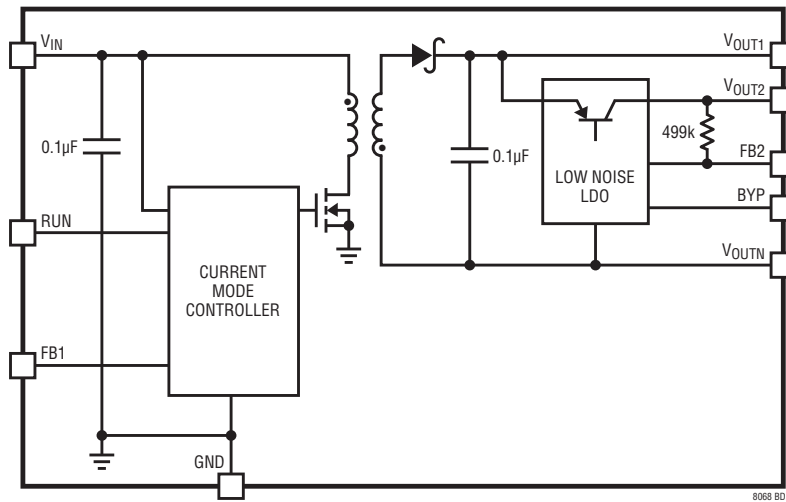 VIN
VOUT1
VOUT2
0.1µF
499k
0.1µF
FB2
LOW NOISE
LDO
BYP
RUN
VOUTN
CURRENT
MODE
CONTROLLER
FB1
GND
8068 BD